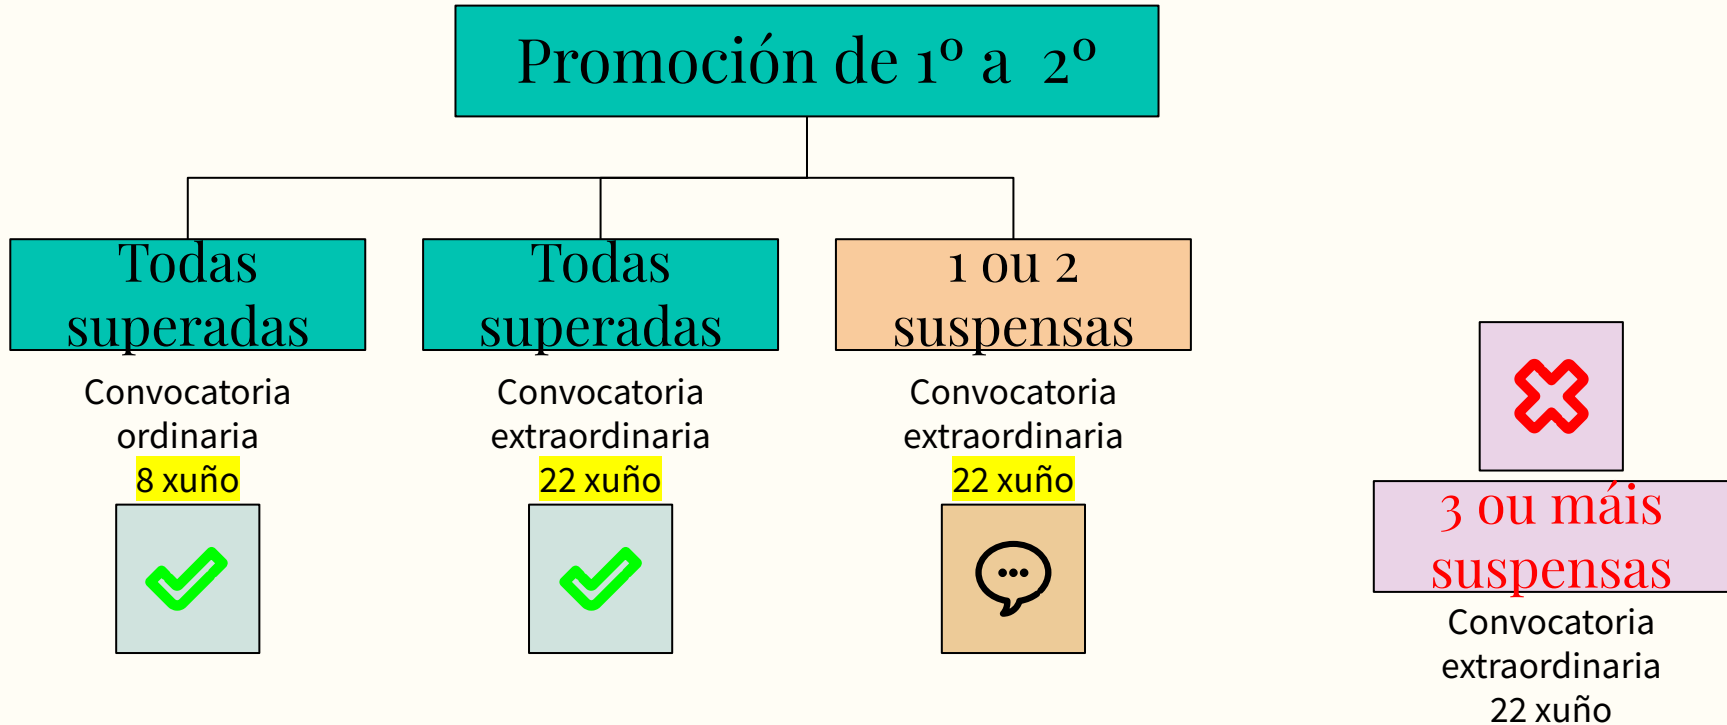 Promoción de 1º a 2º
Todas
superadas
Convocatoria
ordinaria
8 xuño
Todas
superadas
Convocatoria
extraordinaria
22 xuño
1 ou 2
suspensas
Convocatoria
extraordinaria
22 xuño
3 ou máis
suspensas
Convocatoria
extraordinaria
22 xuño